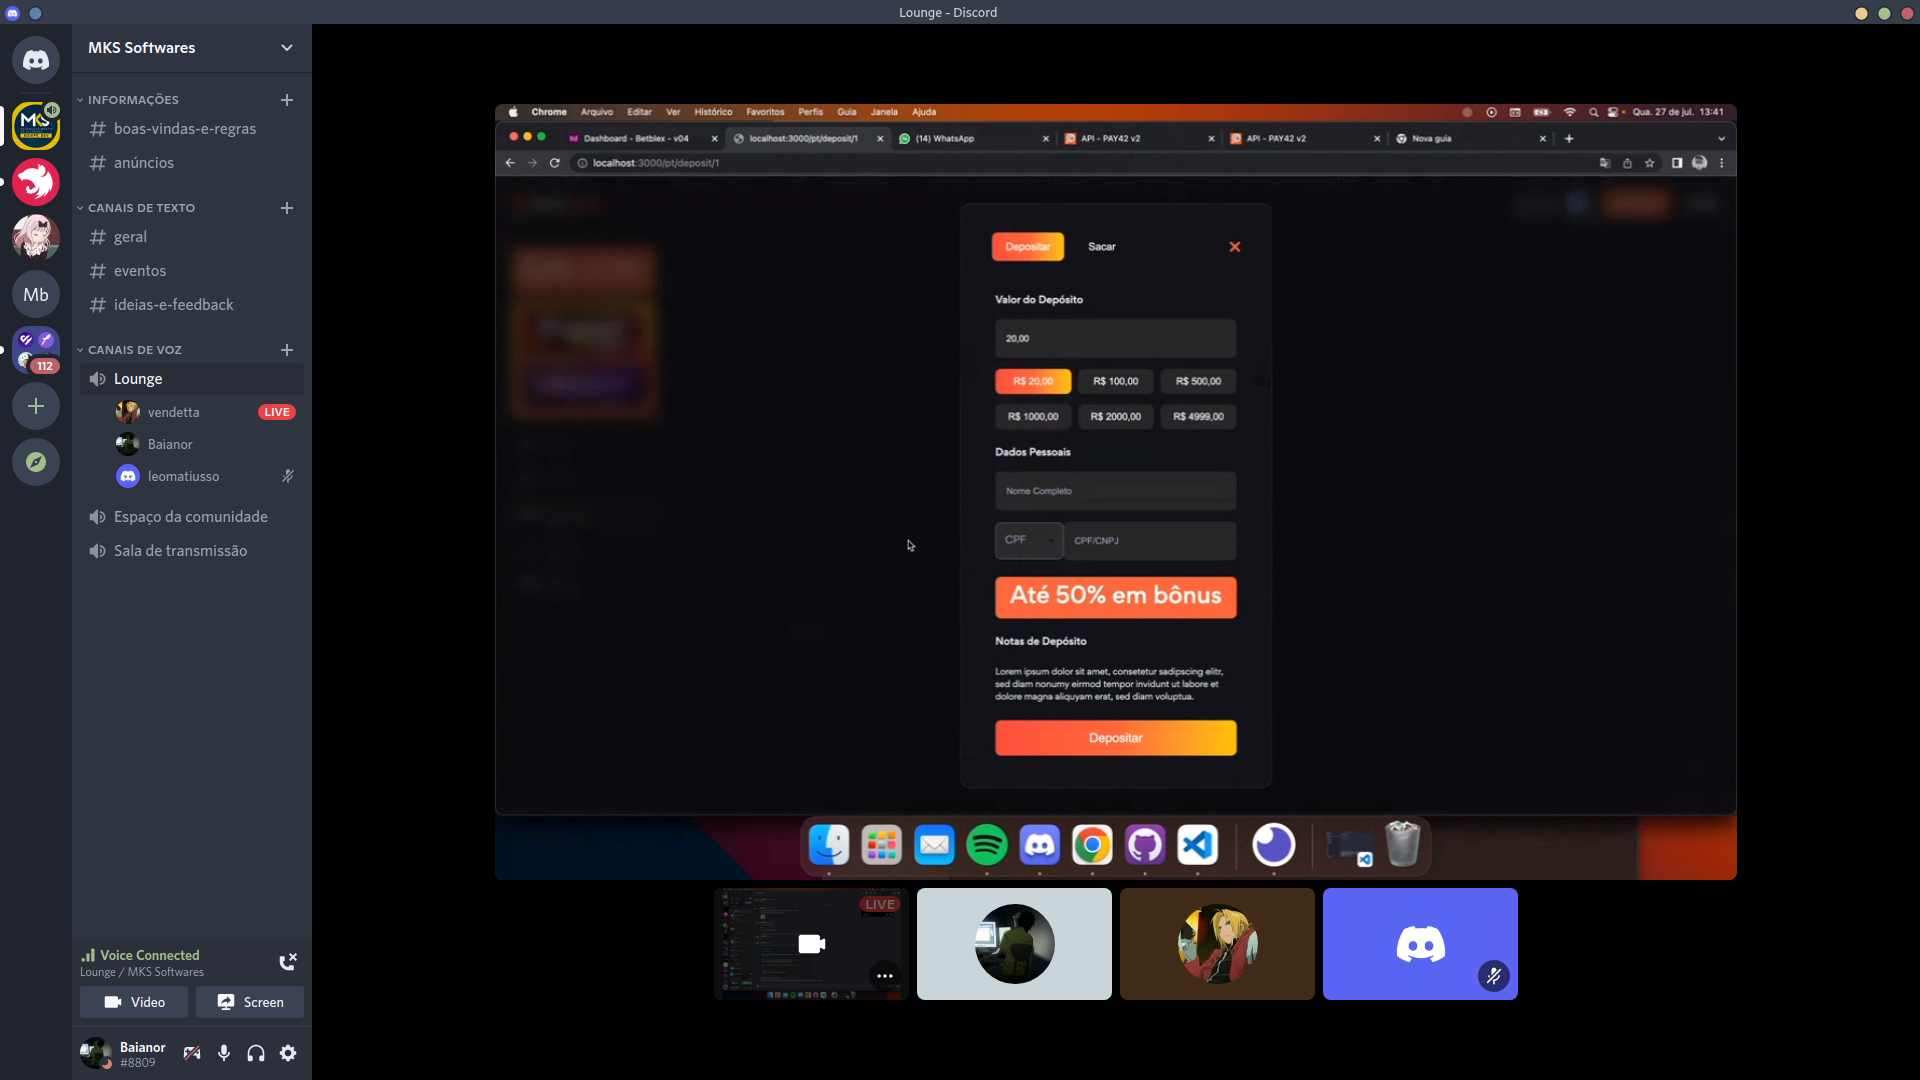 Lounge - Discord
MKS Softwares
INFORMAÇÕES
boas-vindas-e-regras
anúncios
CANAIS DE TEXTO
geral
eventos
ideias-e-feedback
CANAIS DE VOZ
Lounge
vendetta
LIVE
Baianor
leomatiusso
Espaço da comunidade
Sala de transmissão
MKS
Mb
112
Voice Connected
Lounge / MKS Softwares
Video
Screen
Baianor
#8809
Chrome Arquivo Editar Ver Histórico Favoritos Perfis Guia Janela Ajuda
Qua. 27 de jul. 13:41
Dashboard - Betblex - v04
localhost:3000/pt/deposit/1
(14) WhatsApp
API - PAY42 v2
API - PAY42 v2
Nova guia
localhost:3000/pt/deposit/1
Depositar
Sacar
Valor do Depósito
20,00
R$ 20,00
R$ 100,00
R$ 500,00
R$ 1000,00
R$ 2000,00
R$ 4999,00
Dados Pessoais
Nome Completo
CPF
CPF/CNPJ
Até 50% em bônus
Notas de Depósito
Lorem ipsum dolor sit amet, consetetur sadipscing elitr,
sed diam nonumy eirmod tempor invidunt ut labore et
dolore magna aliquyam erat, sed diam voluptua.
Depositar
LIVE